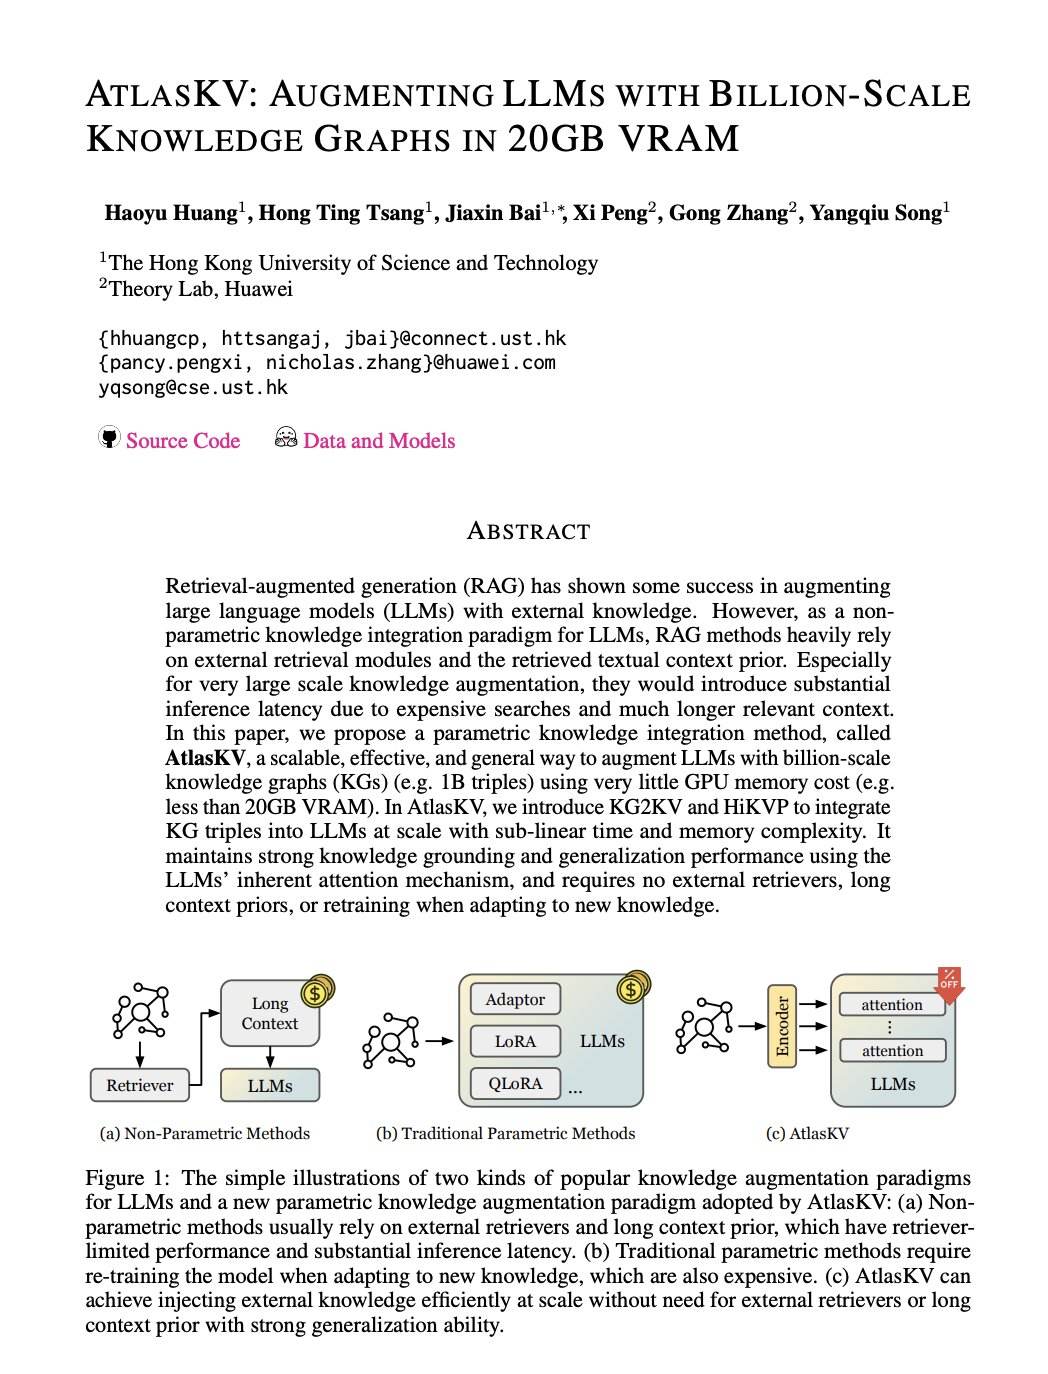 ATLASKV: AUGMENTING LLMS WITH BILLION-SCALE
KNOWLEDGE GRAPHS IN 20GB VRAM
Haoyu Huang¹, Hong Ting Tsang¹, Jiaxin Bai¹,*, Xi Peng², Gong Zhang², Yangqiu Song¹
¹The Hong Kong University of Science and Technology
²Theory Lab, Huawei
{hhuangcp, httsangaj, jbai}@connect.ust.hk
{pancy.pengxi, nicholas.zhang}@huawei.com
yqsong@cse.ust.hk
Source Code Data and Models
ABSTRACT
Retrieval-augmented generation (RAG) has shown some success in augmenting
large language models (LLMs) with external knowledge. However, as a non-
parametric knowledge integration paradigm for LLMs, RAG methods heavily rely
on external retrieval modules and the retrieved textual context prior. Especially
for very large scale knowledge augmentation, they would introduce substantial
inference latency due to expensive searches and much longer relevant context.
In this paper, we propose a parametric knowledge integration method, called
AtlasKV, a scalable, effective, and general way to augment LLMs with billion-scale
knowledge graphs (KGs) (e.g. 1B triples) using very little GPU memory cost (e.g.
less than 20GB VRAM). In AtlasKV, we introduce KG2KV and HiKVP to integrate
KG triples into LLMs at scale with sub-linear time and memory complexity. It
maintains strong knowledge grounding and generalization performance using the
LLMs' inherent attention mechanism, and requires no external retrievers, long
context priors, or retraining when adapting to new knowledge.
Long
Context
$
Retriever
LLMs
(a) Non-Parametric Methods
Adaptor
LoRA
QLoRA
...
LLMs
$
(b) Traditional Parametric Methods
Encoder
attention
⋮
attention
LLMs
%
OFF
(c) AtlasKV
Figure 1: The simple illustrations of two kinds of popular knowledge augmentation paradigms
for LLMs and a new parametric knowledge augmentation paradigm adopted by AtlasKV: (a) Non-
parametric methods usually rely on external retrievers and long context prior, which have retriever-
limited performance and substantial inference latency. (b) Traditional parametric methods require
re-training the model when adapting to new knowledge, which are also expensive. (c) AtlasKV can
achieve injecting external knowledge efficiently at scale without need for external retrievers or long
context prior with strong generalization ability.